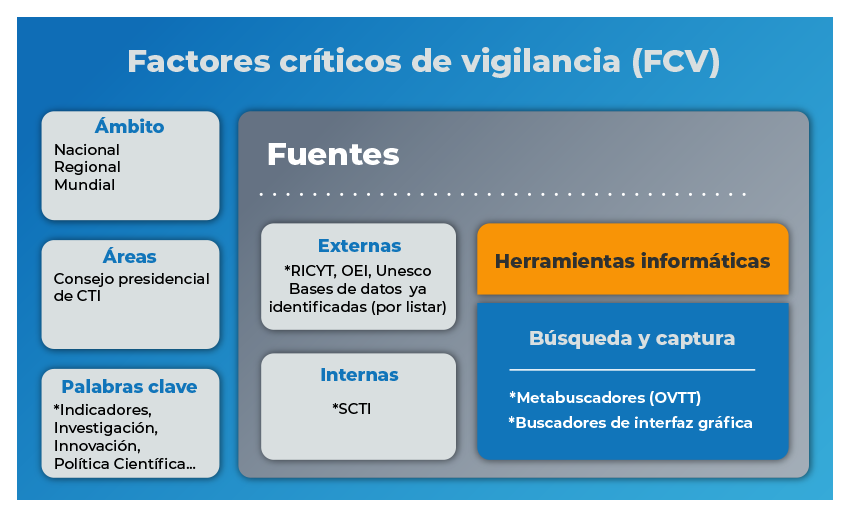 Factores críticos de vigilancia (FCV)
Ámbito
Nacional
Regional
Mundial
Áreas
Consejo presidencial
de CTI
Palabras clave
*Indicadores,
Investigación,
Innovación,
Política Científica...
Fuentes
Externas
*RICYT, OEI, Unesco
Bases de datos ya
identificadas (por listar)
Internas
*SCTI
Herramientas informáticas
Búsqueda y captura
*Metabuscadores (OVTT)
*Buscadores de interfaz gráfica